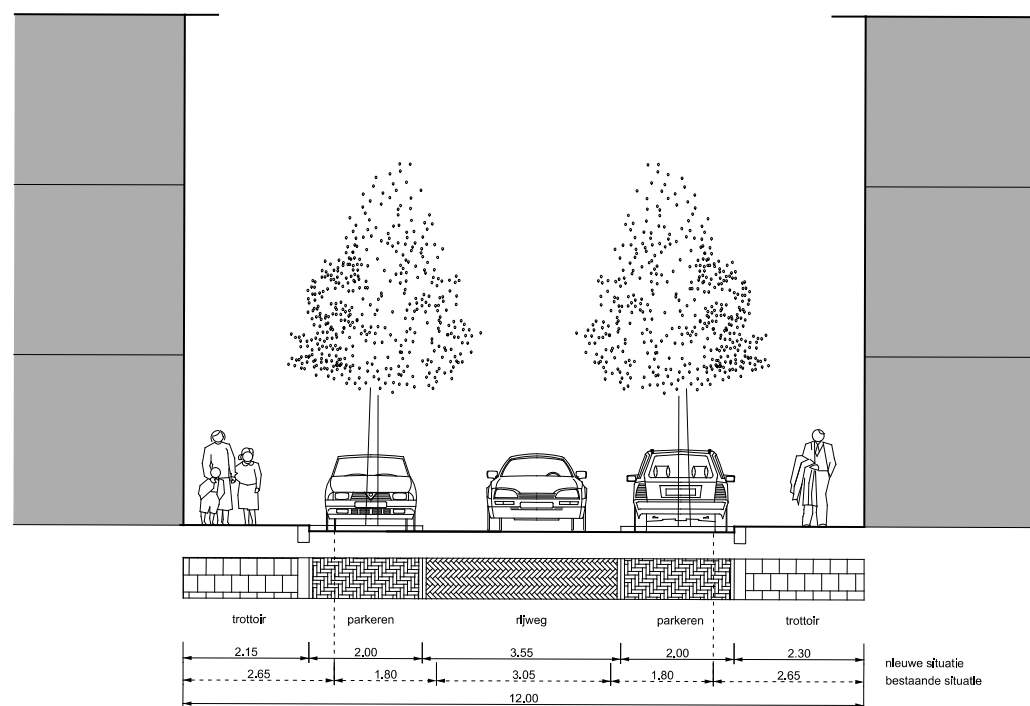 trottoir parkeren rijweg parkeren trottoir
2.15 2.00 3.55 2.00 2.30 nieuwe situatie
2.65 1.80 3.05 1.80 2.65 bestaande situatie
12.00